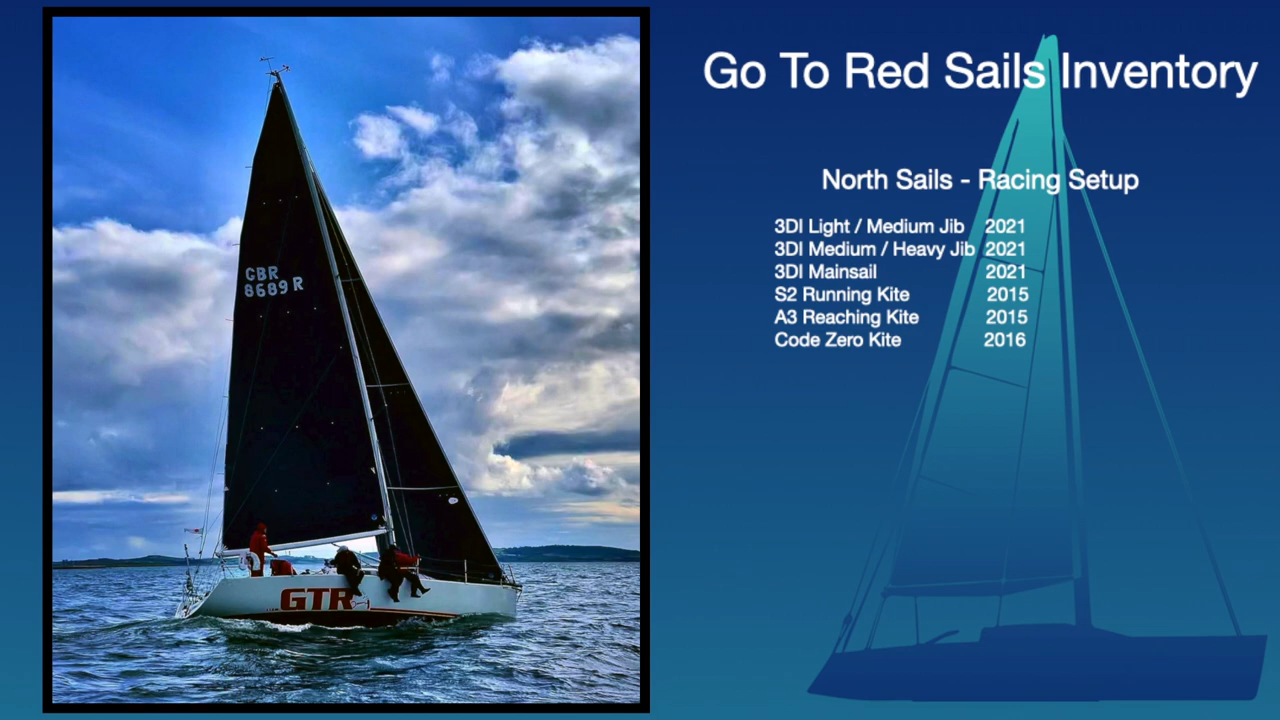 Go To Red Sails Inventory
North Sails - Racing Setup
3DI Light / Medium Jib 2021
3DI Medium / Heavy Jib 2021
3DI Mainsail 2021
S2 Running Kite 2015
A3 Reaching Kite 2015
Code Zero Kite 2016
GBR
8689 R
GTR